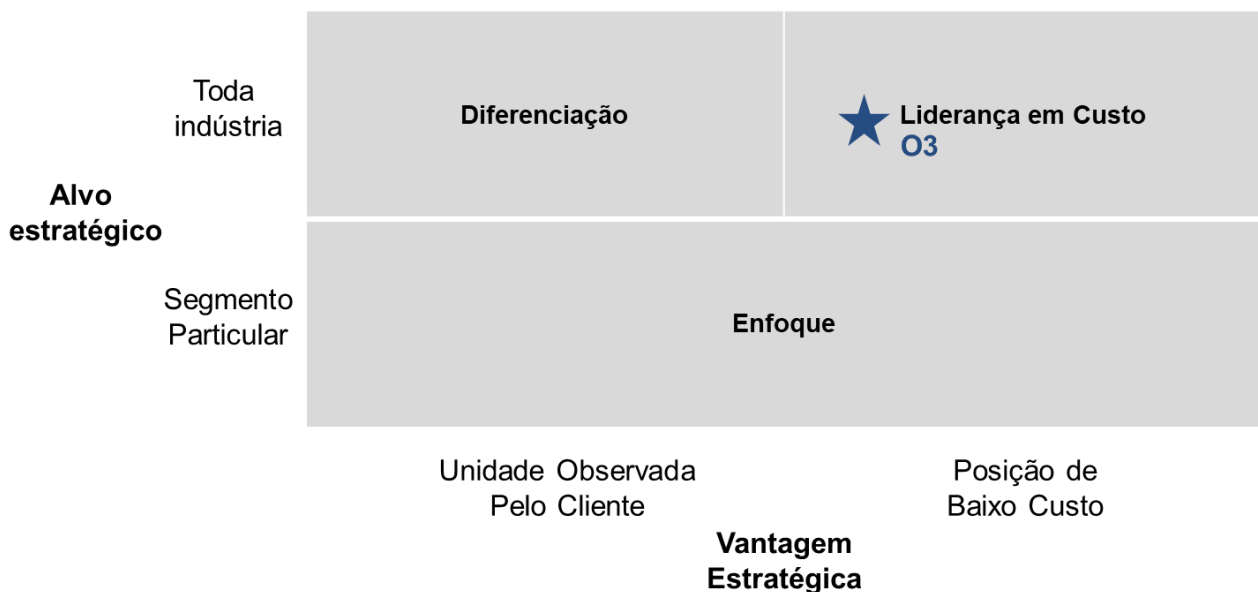 Toda
indústria
Diferenciação
Liderança em Custo
O3
Alvo
estratégico
Segmento
Particular
Enfoque
Unidade Observada
Pelo Cliente
Posição de
Baixo Custo
Vantagem
Estratégica